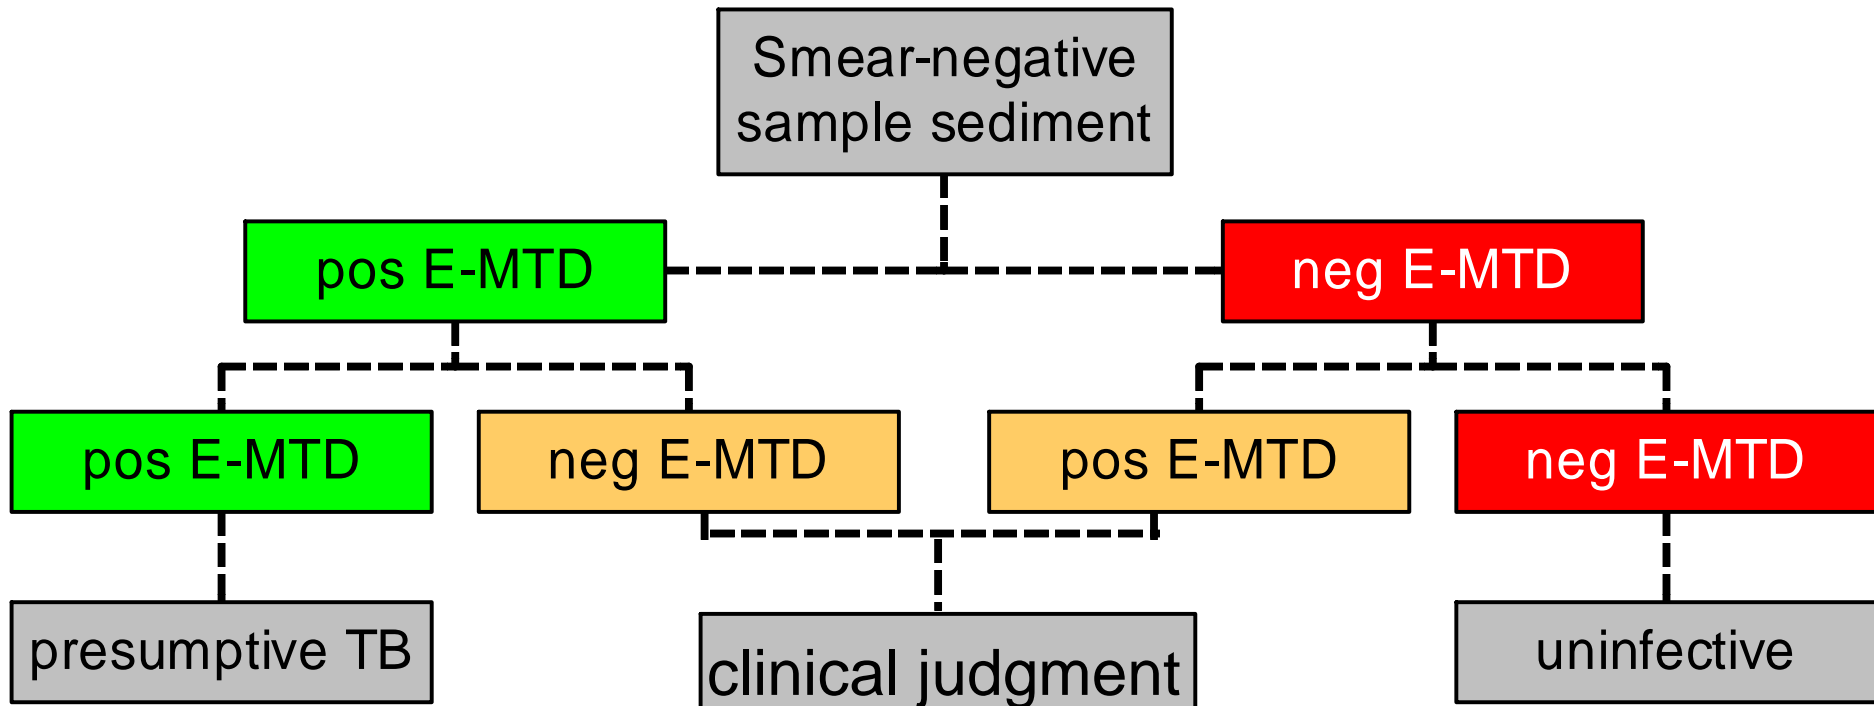 Smear-negative
sample sediment
pos E-MTD
neg E-MTD
pos E-MTD
neg E-MTD
pos E-MTD
neg E-MTD
presumptive TB
clinical judgment
uninfective